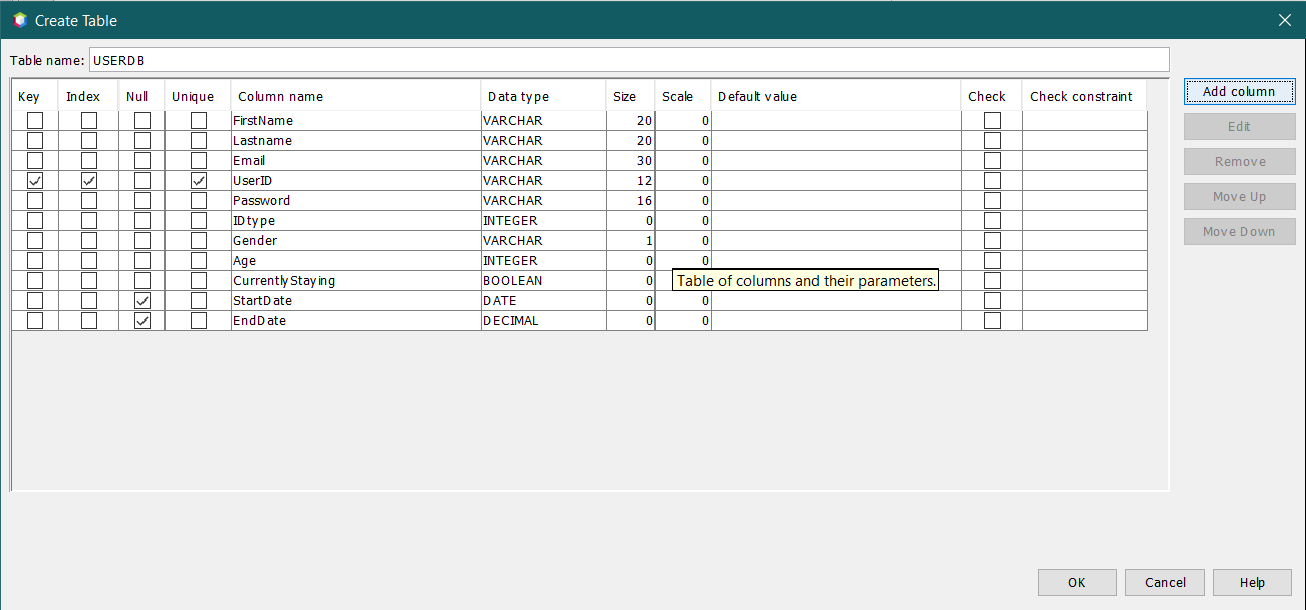 Create Table
Table name: USERDB
Key Index Null Unique Column name Data type Size Scale Default value Check Check constraint
FirstName VARCHAR 20 0
Lastname VARCHAR 20 0
Email VARCHAR 30 0
UserID VARCHAR 12 0
Password VARCHAR 16 0
IDtype INTEGER 0 0
Gender VARCHAR 1 0
Age INTEGER 0 0
CurrentlyStaying BOOLEAN 0
Table of columns and their parameters.
StartDate DATE 0 0
EndDate DECIMAL 0 0
Add column
Edit
Remove
Move Up
Move Down
OK Cancel Help